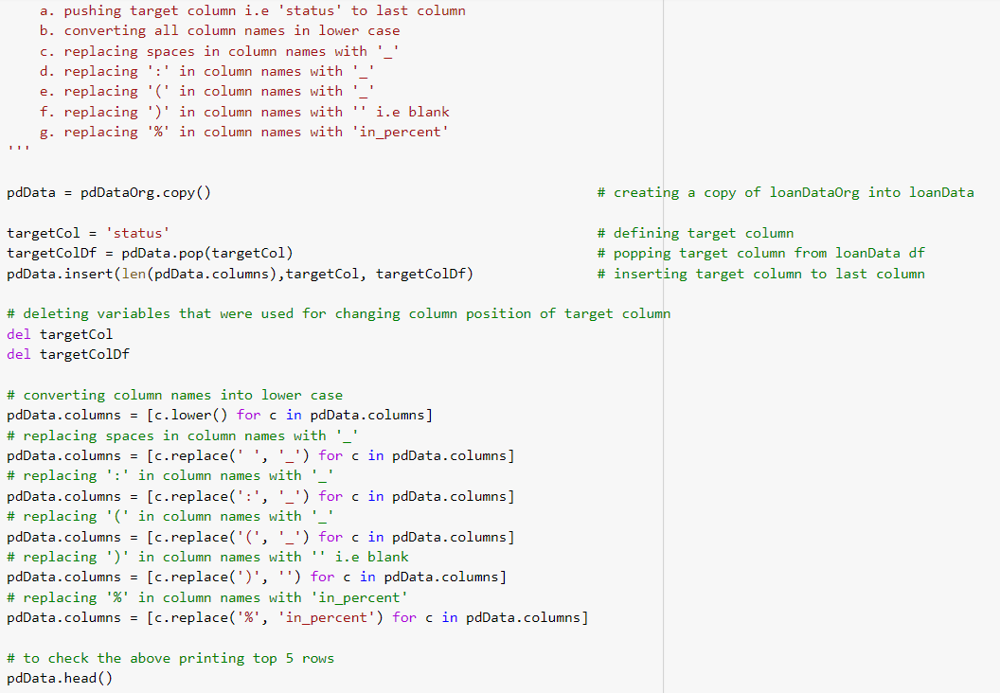 a. pushing target column i.e 'status' to last column
b. converting all column names in lower case
c. replacing spaces in column names with '_'
d. replacing ':' in column names with '_'
e. replacing '(' in column names with '_'
f. replacing ')' in column names with '' i.e blank
g. replacing '%' in column names with 'in_percent'
'''
pdData = pdDataOrg.copy() # creating a copy of loanDataOrg into loanData
targetCol = 'status' # defining target column
targetColDf = pdData.pop(targetCol) # popping target column from loanData df
pdData.insert(len(pdData.columns),targetCol, targetColDf) # inserting target column to last column
# deleting variables that were used for changing column position of target column
del targetCol
del targetColDf
# converting column names into lower case
pdData.columns = [c.lower() for c in pdData.columns]
# replacing spaces in column names with '_'
pdData.columns = [c.replace(' ', '_') for c in pdData.columns]
# replacing ':' in column names with '_'
pdData.columns = [c.replace(':', '_') for c in pdData.columns]
# replacing '(' in column names with '_'
pdData.columns = [c.replace('(', '_') for c in pdData.columns]
# replacing ')' in column names with '' i.e blank
pdData.columns = [c.replace(')', '') for c in pdData.columns]
# replacing '%' in column names with 'in_percent'
pdData.columns = [c.replace('%', 'in_percent') for c in pdData.columns]
# to check the above printing top 5 rows
pdData.head()